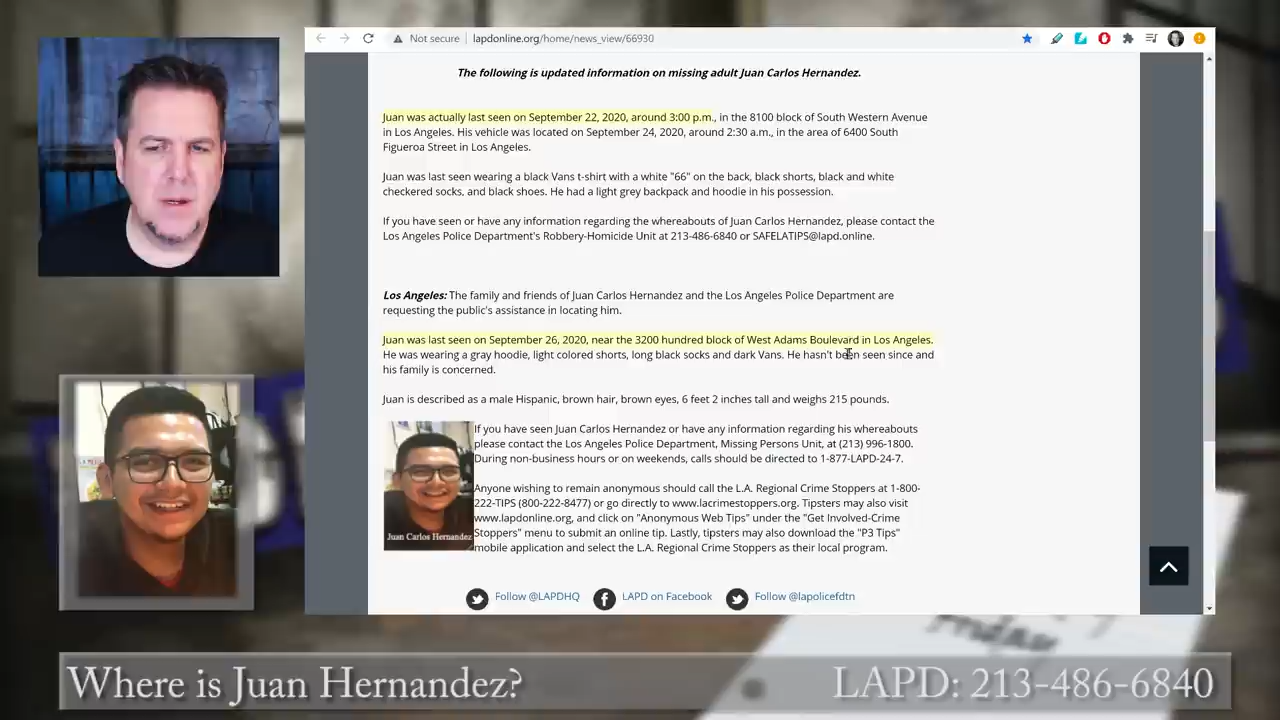 Not secure lapdonline.org/home/news_view/66930
The following is updated information on missing adult Juan Carlos Hernandez.
Juan was actually last seen on September 22, 2020, around 3:00 p.m., in the 8100 block of South Western Avenue
in Los Angeles. His vehicle was located on September 24, 2020, around 2:30 a.m., in the area of 6400 South
Figueroa Street in Los Angeles.
Juan was last seen wearing a black Vans t-shirt with a white "66" on the back, black shorts, black and white
checkered socks, and black shoes. He had a light grey backpack and hoodie in his possession.
If you have seen or have any information regarding the whereabouts of Juan Carlos Hernandez, please contact the
Los Angeles Police Department's Robbery-Homicide Unit at 213-486-6840 or SAFELATIPS@lapd.online.
Los Angeles: The family and friends of Juan Carlos Hernandez and the Los Angeles Police Department are
requesting the public's assistance in locating him.
Juan was last seen on September 26, 2020, near the 3200 hundred block of West Adams Boulevard in Los Angeles.
He was wearing a gray hoodie, light colored shorts, long black socks and dark Vans. He hasn't been seen since and
his family is concerned.
Juan is described as a male Hispanic, brown hair, brown eyes, 6 feet 2 inches tall and weighs 215 pounds.
If you have seen Juan Carlos Hernandez or have any information regarding his whereabouts
please contact the Los Angeles Police Department, Missing Persons Unit, at (213) 996-1800.
During non-business hours or on weekends, calls should be directed to 1-877-LAPD-24-7.
Anyone wishing to remain anonymous should call the L.A. Regional Crime Stoppers at 1-800-
222-TIPS (800-222-8477) or go directly to www.lacrimestoppers.org. Tipsters may also visit
www.lapdonline.org, and click on "Anonymous Web Tips" under the "Get Involved-Crime
Stoppers" menu to submit an online tip. Lastly, tipsters may also download the "P3 Tips"
mobile application and select the L.A. Regional Crime Stoppers as their local program.
Juan Carlos Hernandez
Follow @LAPDHQ LAPD on Facebook Follow @lapolicefdtn
Friday
Where is Juan Hernandez? LAPD: 213-486-6840